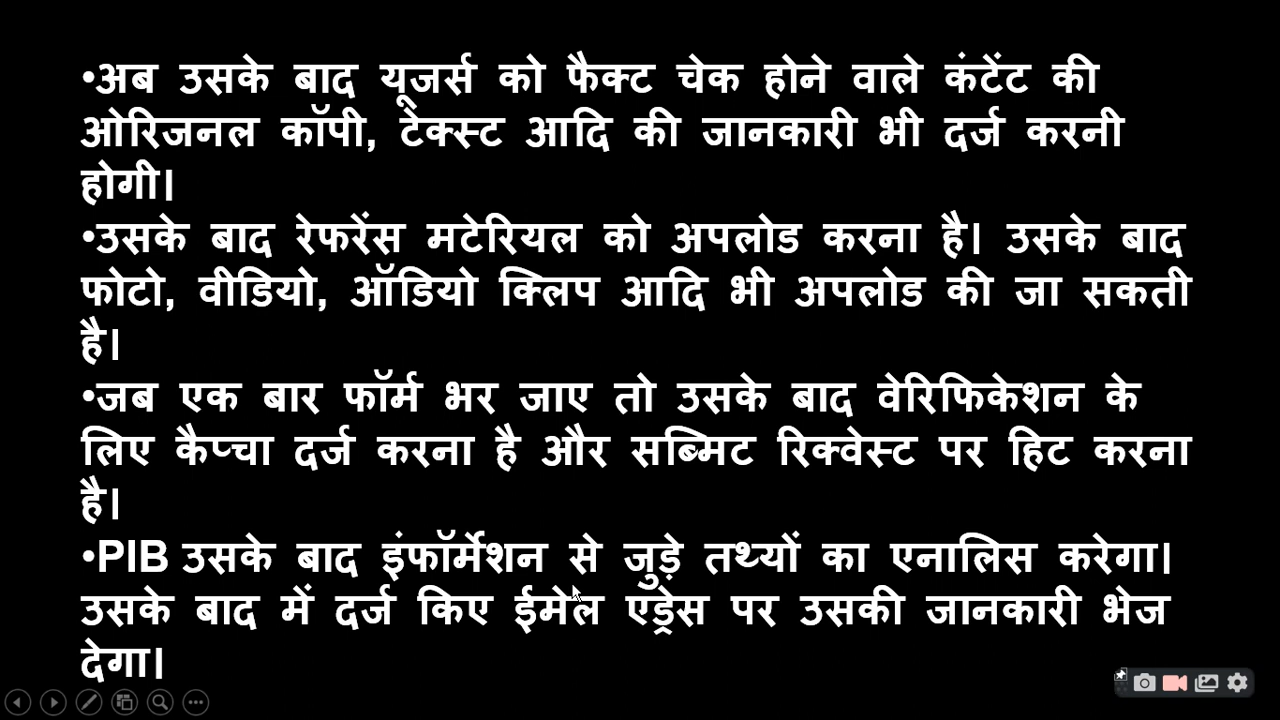 •अब उसके बाद यूजर्स को फैक्ट चेक होने वाले कंटेंट की
ओरिजनल कॉपी, टेक्स्ट आदि की जानकारी भी दर्ज करनी
होगी।
•उसके बाद रेफरेंस मटेरियल को अपलोड करना है। उसके बाद
फोटो, वीडियो, ऑडियो क्लिप आदि भी अपलोड की जा सकती
है।
•जब एक बार फॉर्म भर जाए तो उसके बाद वेरिफिकेशन के
लिए कैप्चा दर्ज करना है और सब्मिट रिक्वेस्ट पर हिट करना
है।
•PIB उसके बाद इंफॉर्मेशन से जुड़े तथ्यों का एनालिस करेगा।
उसके बाद में दर्ज किए ईमेल एड्रेस पर उसकी जानकारी भेज
देगा।